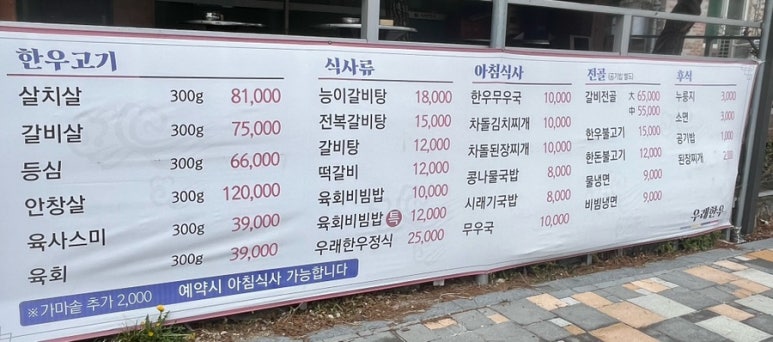 한우고기
살치살 300g 81,000
갈비살 300g 75,000
등심 300g 66,000
안창살 300g 120,000
육사스미 300g 39,000
육회 300g 39,000
※가마솥 추가 2,000 예약시 아침식사 가능합니다
식사류
능이갈비탕 18,000
전복갈비탕 15,000
갈비탕 12,000
떡갈비 12,000
육회비빔밥 10,000
육회비빔밥 특 12,000
우래한우정식 25,000
아침식사
한우무우국 10,000
차돌김치찌개 10,000
차돌된장찌개 10,000
콩나물국밥 8,000
시래기국밥 8,000
무우국 10,000
전골 (공기밥 별도)
갈비전골 大 65,000
中 55,000
한우불고기 15,000
한돈불고기 12,000
물냉면 9,000
비빔냉면 9,000
후식
누룽지 3,000
소면 3,000
공기밥 1,000
된장찌개 2,000
우래한우